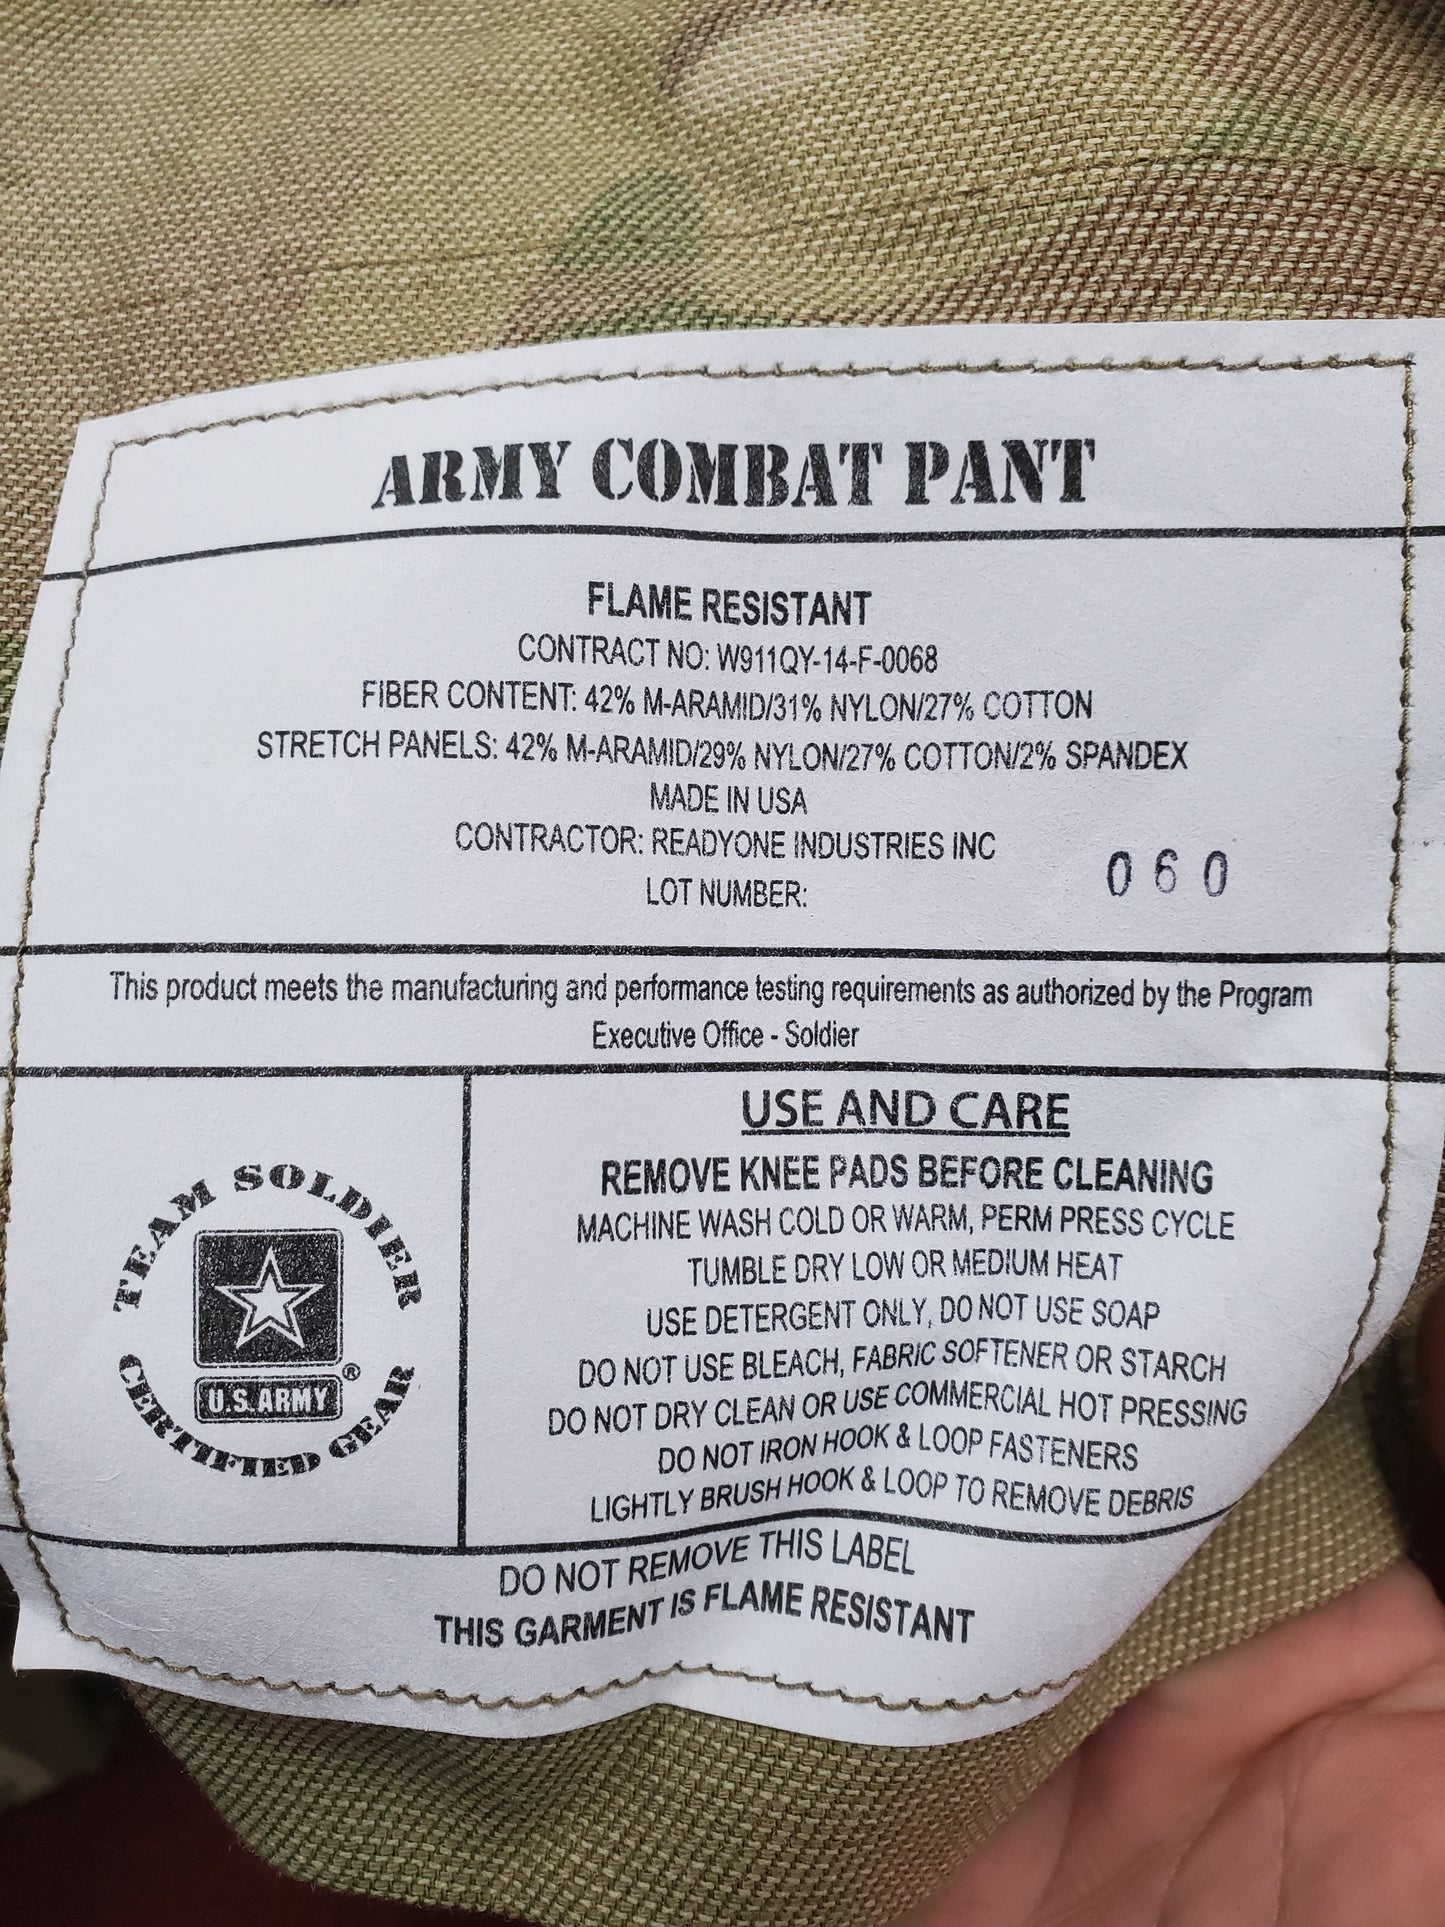 ARMY COMBAT PANT
FLAME RESISTANT
CONTRACT NO: W911QY-14-F-0068
FIBER CONTENT: 42% M-ARAMID/31% NYLON/27% COTTON
STRETCH PANELS: 42% M-ARAMID/29% NYLON/27% COTTON/2% SPANDEX
MADE IN USA
CONTRACTOR: READYONE INDUSTRIES INC
LOT NUMBER: 060
This product meets the manufacturing and performance testing requirements as authorized by the Program
Executive Office - Soldier
TEAM SOLDIER
U.S. ARMY ®
CERTIFIED GEAR
USE AND CARE
REMOVE KNEE PADS BEFORE CLEANING
MACHINE WASH COLD OR WARM, PERM PRESS CYCLE
TUMBLE DRY LOW OR MEDIUM HEAT
USE DETERGENT ONLY, DO NOT USE SOAP
DO NOT USE BLEACH, FABRIC SOFTENER OR STARCH
DO NOT DRY CLEAN OR USE COMMERCIAL HOT PRESSING
DO NOT IRON HOOK & LOOP FASTENERS
LIGHTLY BRUSH HOOK & LOOP TO REMOVE DEBRIS
DO NOT REMOVE THIS LABEL
THIS GARMENT IS FLAME RESISTANT